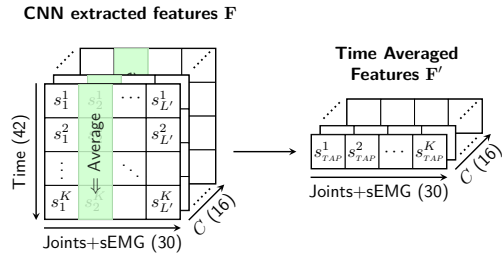 CNN extracted features F
Time Averaged
Features F′
Time (42)
s_1^1 s_2^1 ⋯ s_{L′}^1
s_1^2 s_{L′}^2
⋮ ⋱
s_1^K s_2^K s_{L′}^K
⇐ Average
Joints+sEMG (30)
C (16)
s_{TAP}^1 s_{TAP}^2 ⋯ s_{TAP}^K
Joints+sEMG (30)
C (16)